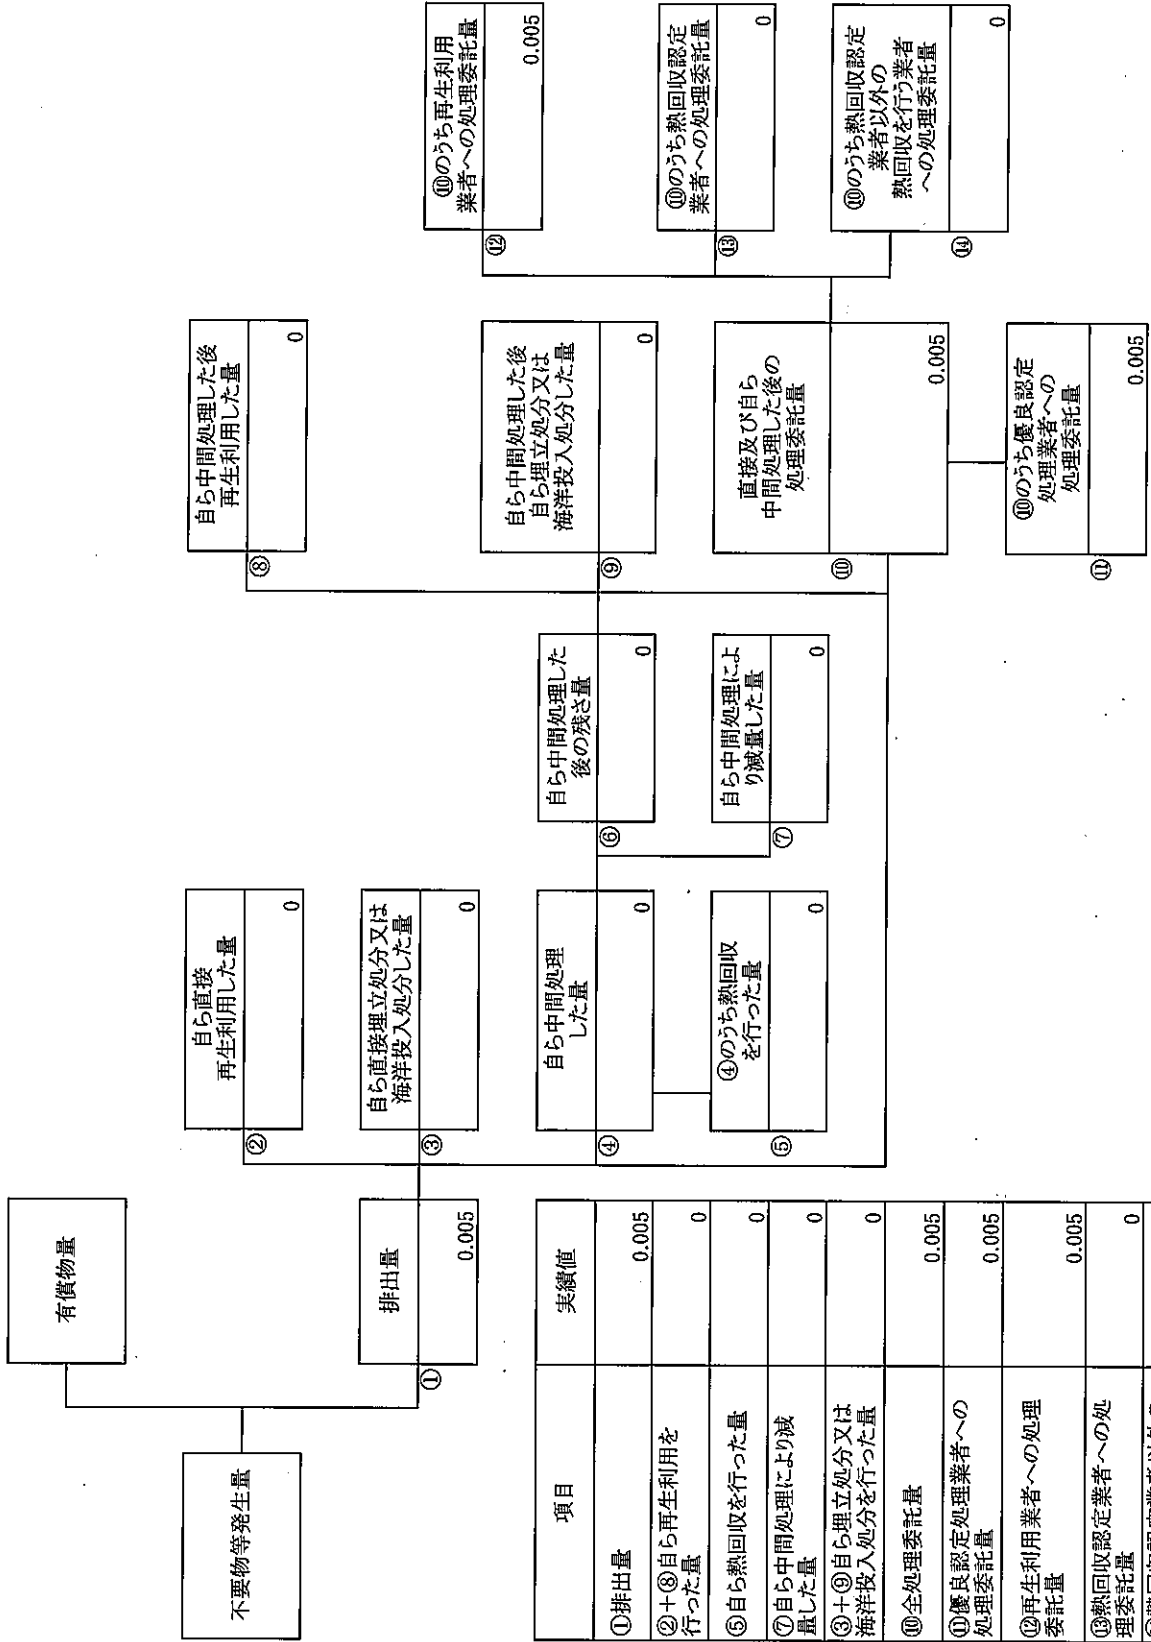 有償物量
不要物等発生量
①
排出量
0.005
②
自ら直接
再生利用した量
0
③
自ら直接埋立処分又は
海洋投入処分した量
0
④
自ら中間処理
した量
0
⑤
④のうち熱回収
を行った量
0
⑥
自ら中間処理した
後の残さ量
0
⑦
自ら中間処理によ
り減量した量
0
⑧
自ら中間処理した後
再生利用した量
0
⑨
自ら中間処理した後
自ら埋立処分又は
海洋投入処分した量
0
⑩
直接及び自ら
中間処理した後の
処理委託量
0.005
⑪
⑩のうち優良認定
処理業者への
処理委託量
0.005
⑫
⑩のうち再生利用
業者への処理委託量
0.005
⑬
⑩のうち熱回収認定
業者への処理委託量
0
⑭
⑩のうち熱回収認定
業者以外の
熱回収を行う業者
への処理委託量
0
項目 実績値
①排出量 0.005
②+⑧自ら再生利用を
行った量 0
⑤自ら熱回収を行った量 0
⑦自ら中間処理により減
量した量 0
③+⑨自ら埋立処分又は
海洋投入処分を行った量 0
⑩全処理委託量 0.005
⑪優良認定処理業者への
処理委託量 0.005
⑫再生利用業者への処理
委託量 0.005
⑬熱回収認定業者への処
理委託量 0